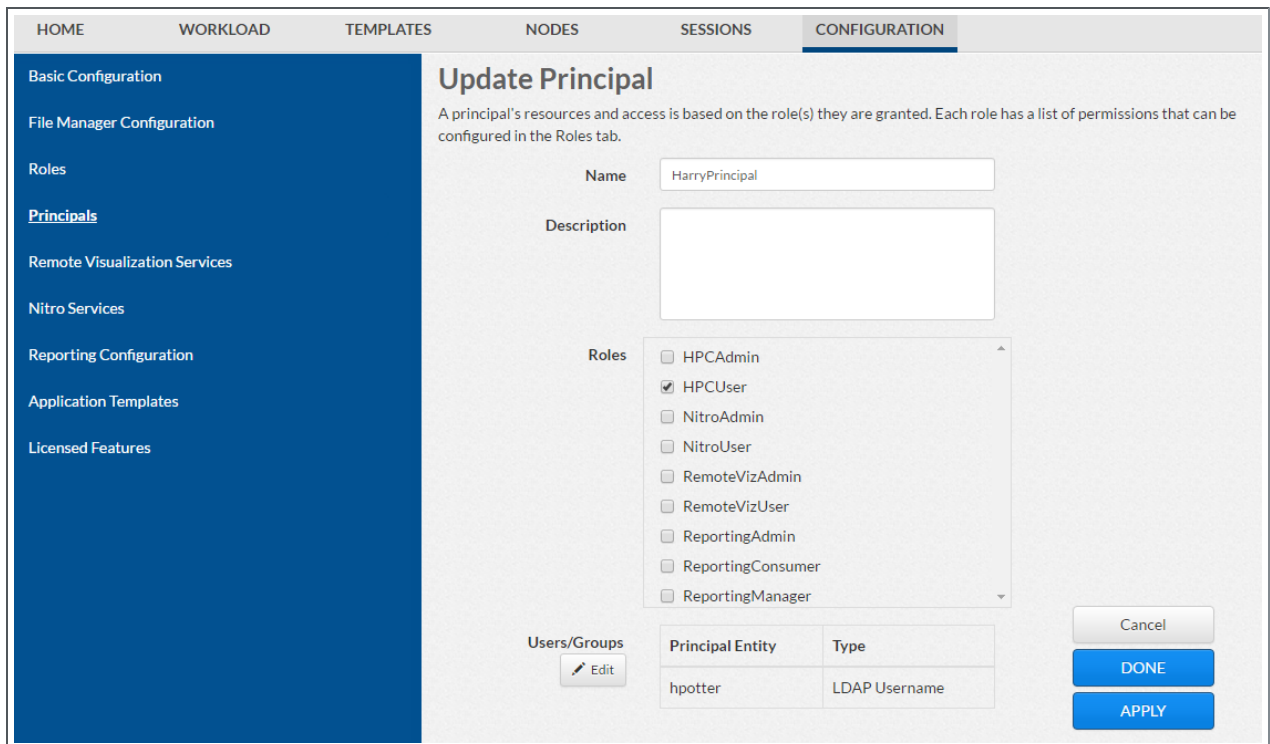 HOME WORKLOAD TEMPLATES NODES SESSIONS CONFIGURATION
Basic Configuration
File Manager Configuration
Roles
Principals
Remote Visualization Services
Nitro Services
Reporting Configuration
Application Templates
Licensed Features
Update Principal
A principal's resources and access is based on the role(s) they are granted. Each role has a list of permissions that can be
configured in the Roles tab.
Name HarryPrincipal
Description
Roles
HPCAdmin
HPCUser
NitroAdmin
NitroUser
RemoteVizAdmin
RemoteVizUser
ReportingAdmin
ReportingConsumer
ReportingManager
Users/Groups
Edit
Principal Entity Type
hpotter LDAP Username
Cancel
DONE
APPLY